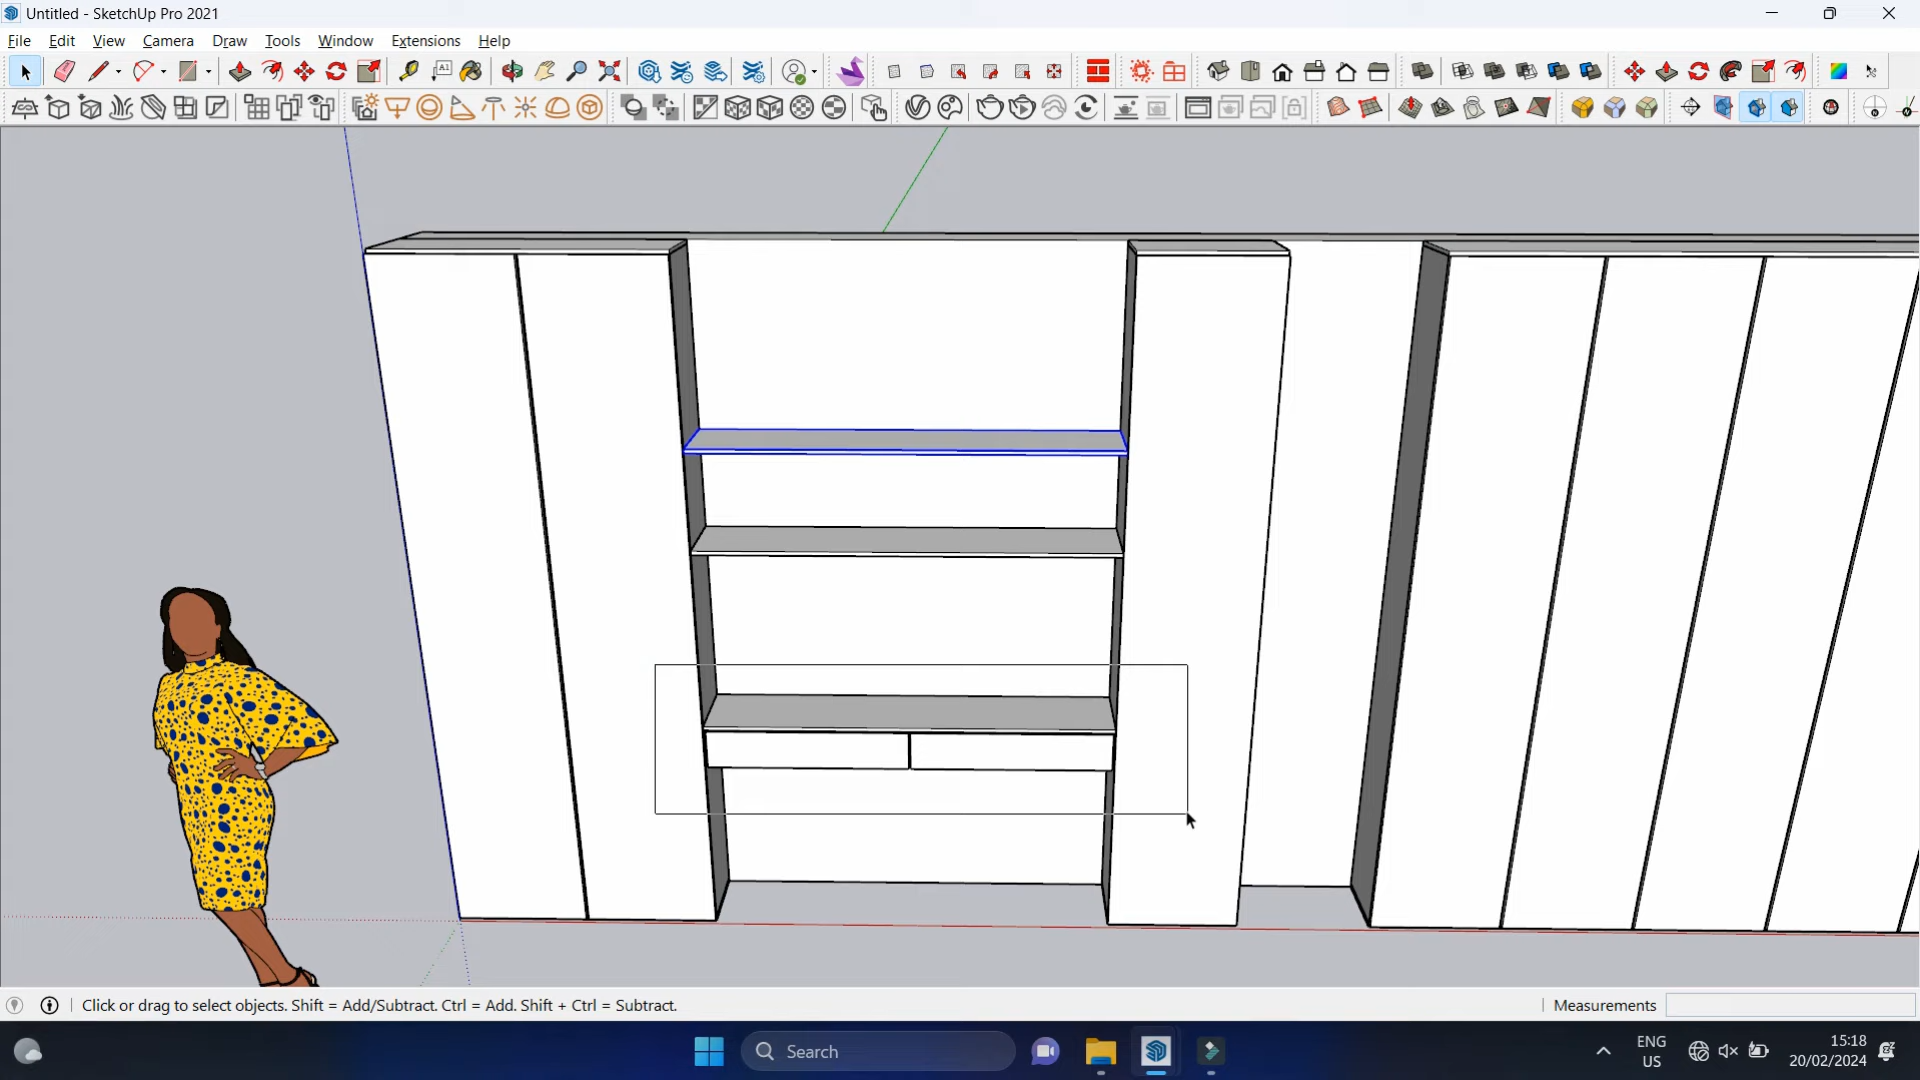 Untitled - SketchUp Pro 2021
File Edit View Camera Draw Tools Window Extensions Help
A1
Click or drag to select objects. Shift = Add/Subtract. Ctrl = Add. Shift + Ctrl = Subtract.
Measurements
Search
ENG
US
15:18
20/02/2024